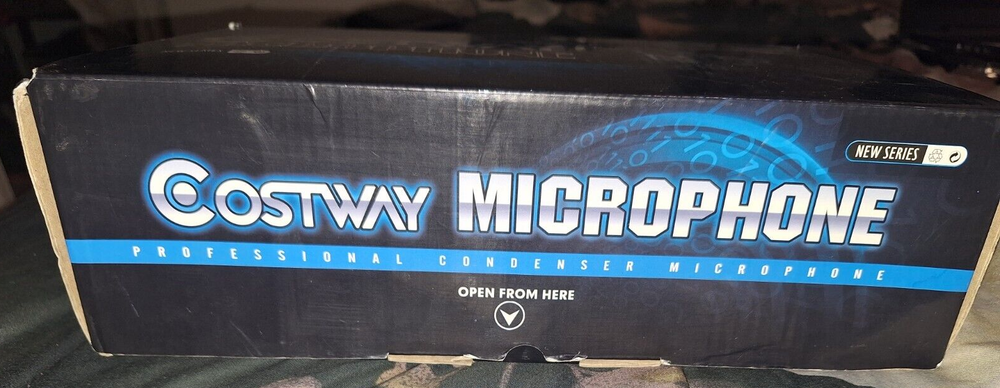 NEW SERIES
COSTWAY MICROPHONE
PROFESSIONAL CONDENSER MICROPHONE
OPEN FROM HERE